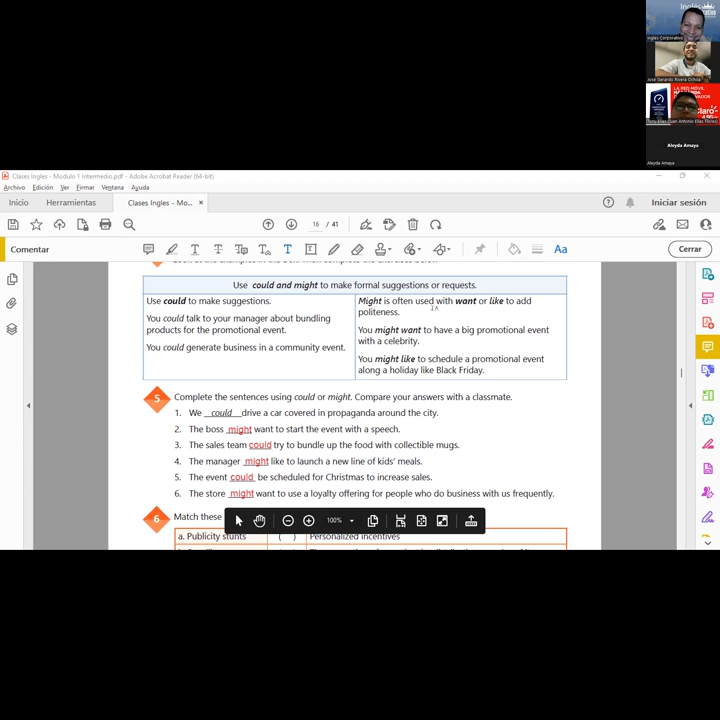 Inglés Corporativo
José Gerardo Rivera Ochoa
LA RED MÓVIL
Claro
Aleyda Amaya
Aleyda Amaya
Clases Ingles - Modulo 1 Intermedio.pdf - Adobe Acrobat Reader (64-bit)
Archivo Edición Ver Firmar Ventana Ayuda
Inicio Herramientas Clases Ingles - Mo... × Iniciar sesión
16 / 41
Comentar Aa Cerrar
Use could and might to make formal suggestions or requests.
Use could to make suggestions.
You could talk to your manager about bundling
products for the promotional event.
You could generate business in a community event.
Might is often used with want or like to add
politeness.
You might want to have a big promotional event
with a celebrity.
You might like to schedule a promotional event
along a holiday like Black Friday.
5 Complete the sentences using could or might. Compare your answers with a classmate.
1. We could drive a car covered in propaganda around the city.
2. The boss might want to start the event with a speech.
3. The sales team could try to bundle up the food with collectible mugs.
4. The manager might like to launch a new line of kids' meals.
5. The event could be scheduled for Christmas to increase sales.
6. The store might want to use a loyalty offering for people who do business with us frequently.
6 Match these
100%
a. Publicity stunts ( ) Personalized incentives